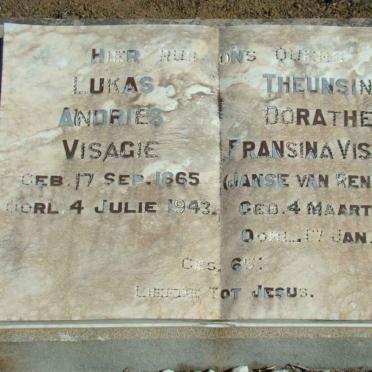 HIER RUS ONS OUERS
LUKAS
ANDRIES
VISAGIE
GEB. 17 SEP. 1865
OORL. 4 JULIE 1943.
THEUNSIN
DORATHE
FRANSINA VIS
(JANSE VAN REN
GEB. 4 MAART
OORL. 17 JAN.
GES.
TOT JESUS.